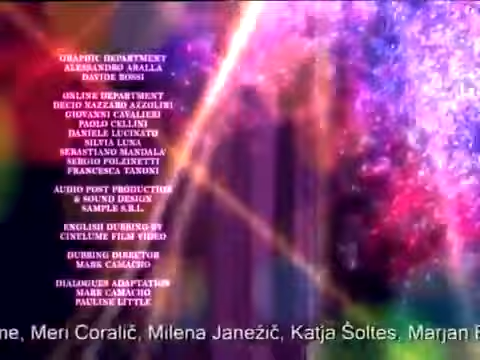 GRAPHIC DEPARTMENT
ALESSANDRO ARALLA
DAVIDE ROSSI
ONLINE DEPARTMENT
DECIO NAZZARO AZZOLINI
GIOVANNI CAVALIERI
PAOLO CELLINI
DANIELE LUCINATO
SILVIA LUNA
SEBASTIANO MANDALA'
SERGIO POLZINETTI
FRANCESCA TANONI
AUDIO POST PRODUCTION
& SOUND DESIGN
SAMPLE S.R.L.
ENGLISH DUBBING BY
CINELUME FILM VIDEO
DUBBING DIRECTOR
MARK CAMACHO
DIALOGUES ADAPTATION
MARK CAMACHO
PAULINE LITTLE
ne, Meri Coralič, Milena Janežič, Katja Šoltes, Marjan